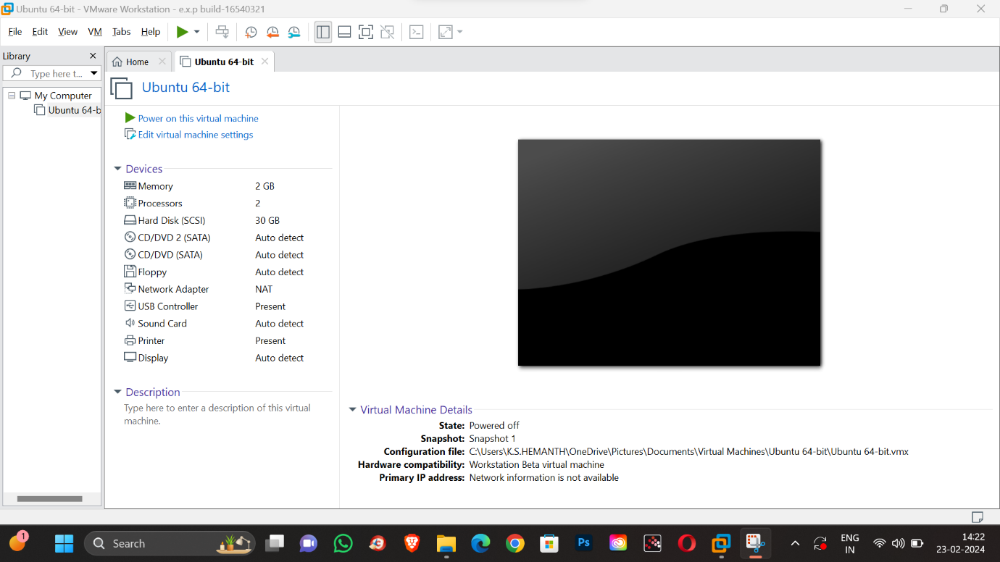 Ubuntu 64-bit - VMware Workstation - e.x.p build-16540321
File Edit View VM Tabs Help
Library
Type here t...
My Computer
Ubuntu 64-b
Home
Ubuntu 64-bit
Ubuntu 64-bit
Power on this virtual machine
Edit virtual machine settings
Devices
Memory 2 GB
Processors 2
Hard Disk (SCSI) 30 GB
CD/DVD 2 (SATA) Auto detect
CD/DVD (SATA) Auto detect
Floppy Auto detect
Network Adapter NAT
USB Controller Present
Sound Card Auto detect
Printer Present
Display Auto detect
Description
Type here to enter a description of this virtual
machine.
Virtual Machine Details
State: Powered off
Snapshot: Snapshot 1
Configuration file: C:\Users\K.S.HEMANTH\OneDrive\Pictures\Documents\Virtual Machines\Ubuntu 64-bit\Ubuntu 64-bit.vmx
Hardware compatibility: Workstation Beta virtual machine
Primary IP address: Network information is not available
1
Search
Ps
ENG
IN
14:22
23-02-2024